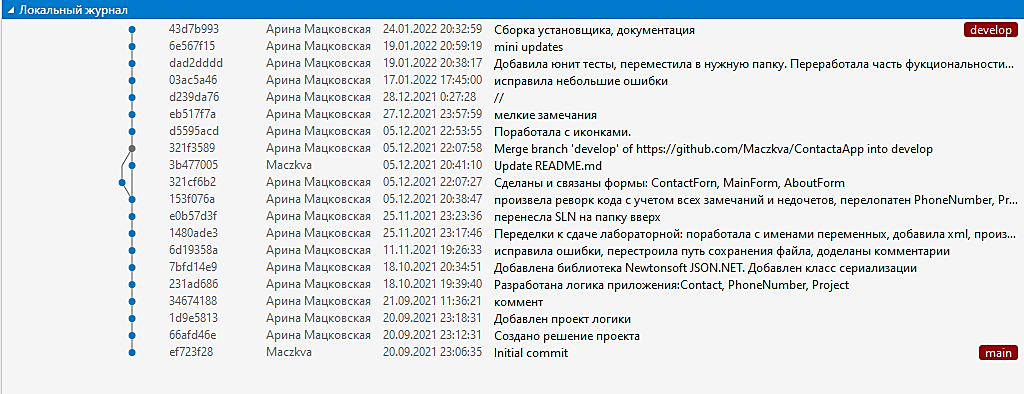 Локальный журнал
43d7b993 Арина Мацковская 24.01.2022 20:32:59 Сборка установщика, документация develop
6e567f15 Арина Мацковская 19.01.2022 20:59:19 mini updates
dad2dddd Арина Мацковская 19.01.2022 20:38:17 Добавила юнит тесты, переместила в нужную папку. Переработала часть фукциональности...
03ac5a46 Арина Мацковская 17.01.2022 17:45:00 исправила небольшие ошибки
d239da76 Арина Мацковская 28.12.2021 0:27:28 //
eb517f7a Арина Мацковская 27.12.2021 23:57:59 мелкие замечания
d5595acd Арина Мацковская 05.12.2021 22:53:55 Поработала с иконками.
321f3589 Арина Мацковская 05.12.2021 22:07:58 Merge branch 'develop' of https://github.com/Maczkva/ContactaApp into develop
3b477005 Maczkva 05.12.2021 20:41:10 Update README.md
321cf6b2 Арина Мацковская 05.12.2021 22:07:27 Сделаны и связаны формы: ContactForn, MainForm, AboutForm
153f076a Арина Мацковская 05.12.2021 20:38:47 произвела реворк кода с учетом всех замечаний и недочетов, перелопатен PhoneNumber, Pr...
e0b57d3f Арина Мацковская 25.11.2021 23:23:36 перенесла SLN на папку вверх
1480ade3 Арина Мацковская 25.11.2021 23:17:46 Переделки к сдаче лабораторной: поработала с именами переменных, добавила xml, произ...
6d19358a Арина Мацковская 11.11.2021 19:26:33 исправила ошибки, перестроила путь сохранения файла, доделаны комментарии
7bfd14e9 Арина Мацковская 18.10.2021 20:34:51 Добавлена библиотека Newtonsoft JSON.NET. Добавлен класс сериализации
231ad686 Арина Мацковская 18.10.2021 19:39:40 Разработана логика приложения:Contact, PhoneNumber, Project
34674188 Арина Мацковская 21.09.2021 11:36:21 коммент
1d9e5813 Арина Мацковская 20.09.2021 23:18:31 Добавлен проект логики
66afd46e Арина Мацковская 20.09.2021 23:12:31 Создано решение проекта
ef723f28 Maczkva 20.09.2021 23:06:35 Initial commit main